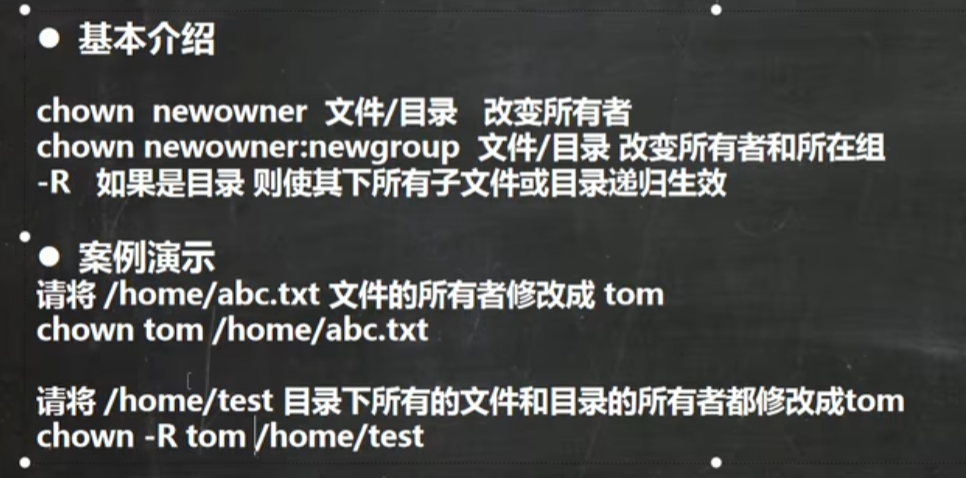 ● 基本介绍
chown newowner 文件/目录 改变所有者
chown newowner:newgroup 文件/目录 改变所有者和所在组
-R 如果是目录 则使其下所有子文件或目录递归生效
● 案例演示
请将 /home/abc.txt 文件的所有者修改成 tom
chown tom /home/abc.txt
请将 /home/test 目录下所有的文件和目录的所有者都修改成tom
chown -R tom /home/test